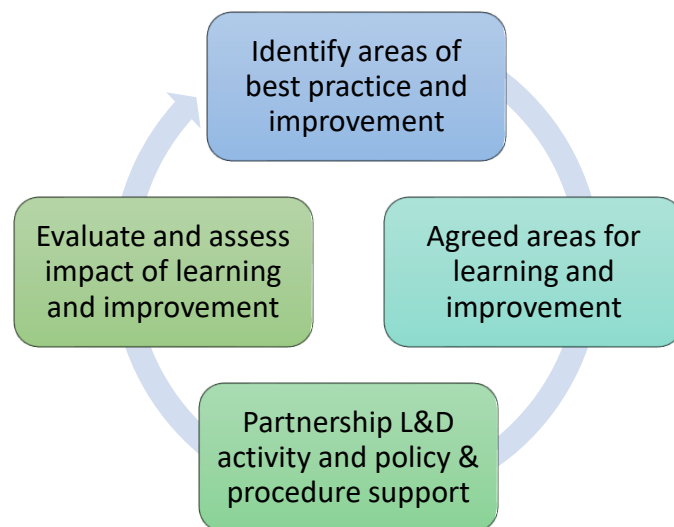 Identify areas of
best practice and
improvement
Agreed areas for
learning and
improvement
Partnership L&D
activity and policy &
procedure support
Evaluate and assess
impact of learning
and improvement